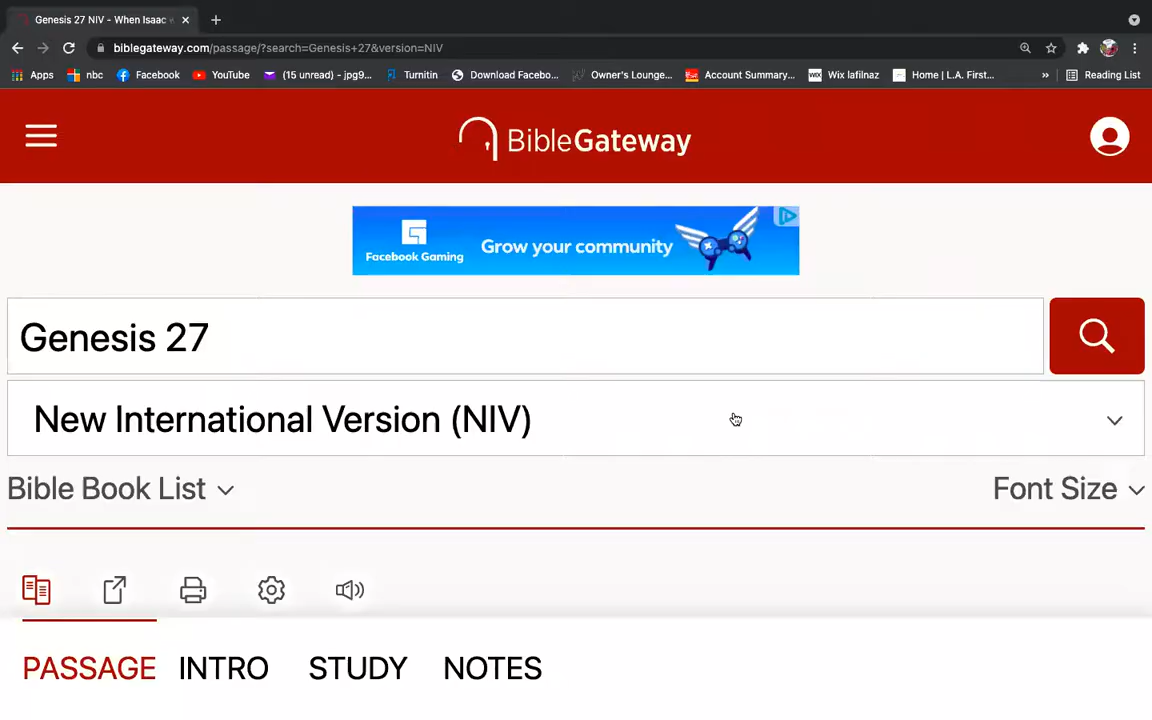 Genesis 27 NIV - When Isaac
biblegateway.com/passage/?search=Genesis+27&version=NIV
Apps nbc Facebook YouTube (15 unread) - jpg9... Turnitin Download Facebo... Owner's Lounge... Account Summary... WIX Wix lafilnaz Home | L.A. First... » Reading List
BibleGateway
Facebook Gaming Grow your community
Genesis 27
New International Version (NIV)
Bible Book List Font Size
PASSAGE INTRO STUDY NOTES